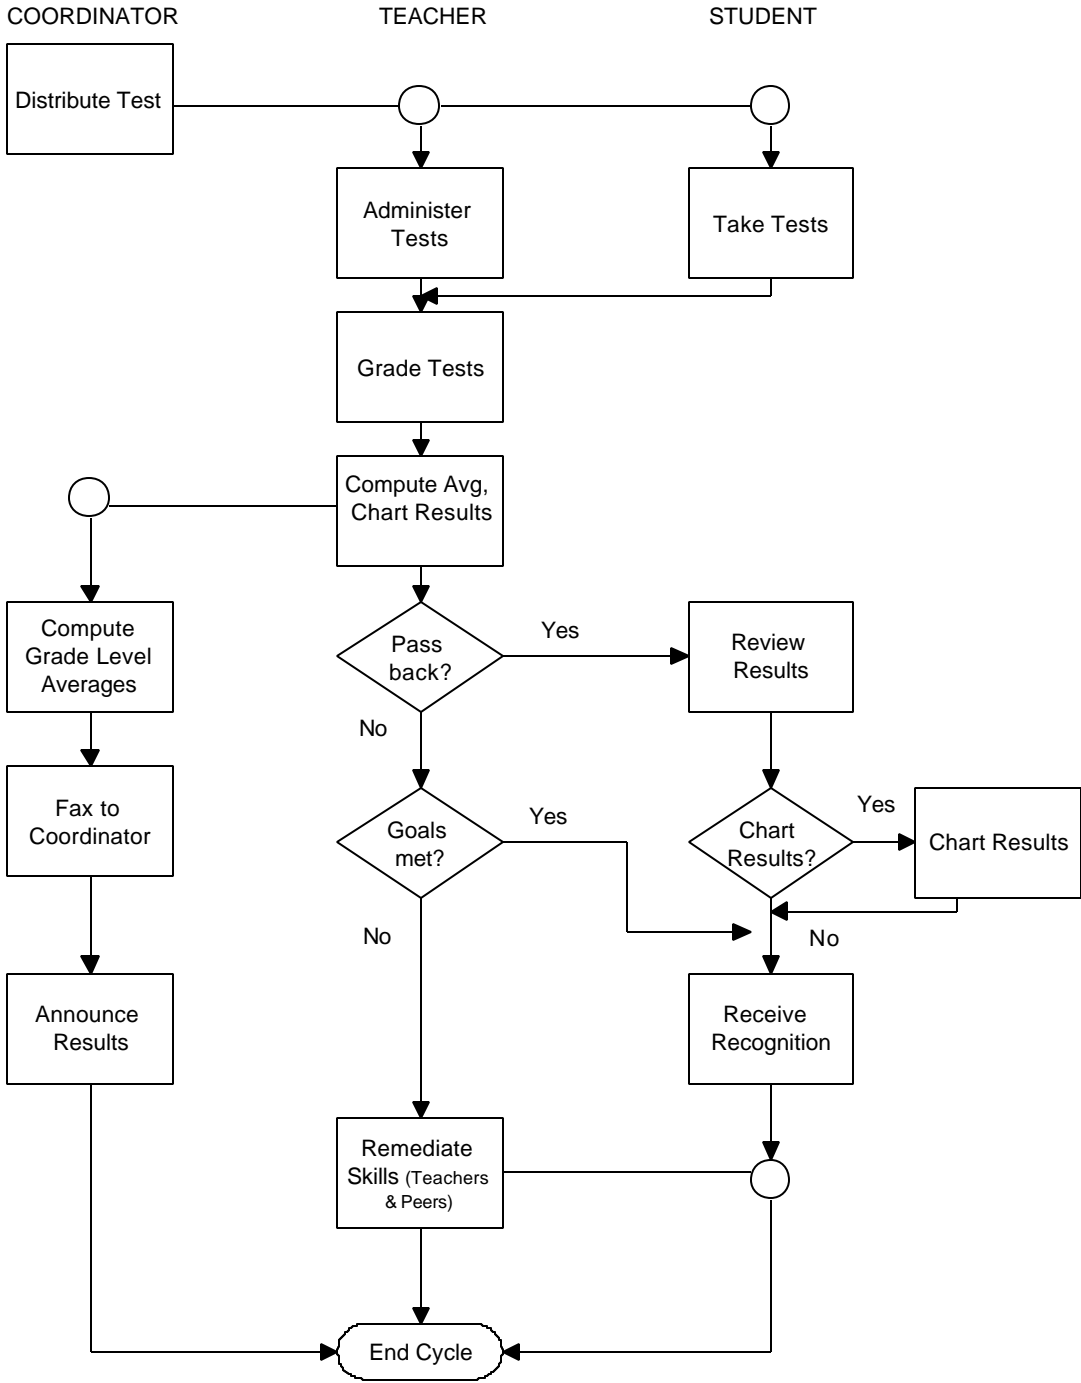 COORDINATOR
TEACHER
STUDENT
Distribute Test
Administer
Tests
Take Tests
Grade Tests
Compute Avg,
Chart Results
Compute
Grade Level
Averages
Pass
back?
Yes
Review
Results
No
Fax to
Coordinator
Goals
met?
Yes
Chart
Results?
Yes
Chart Results
No
No
Announce
Results
Receive
Recognition
Remediate
Skills (Teachers
& Peers)
End Cycle